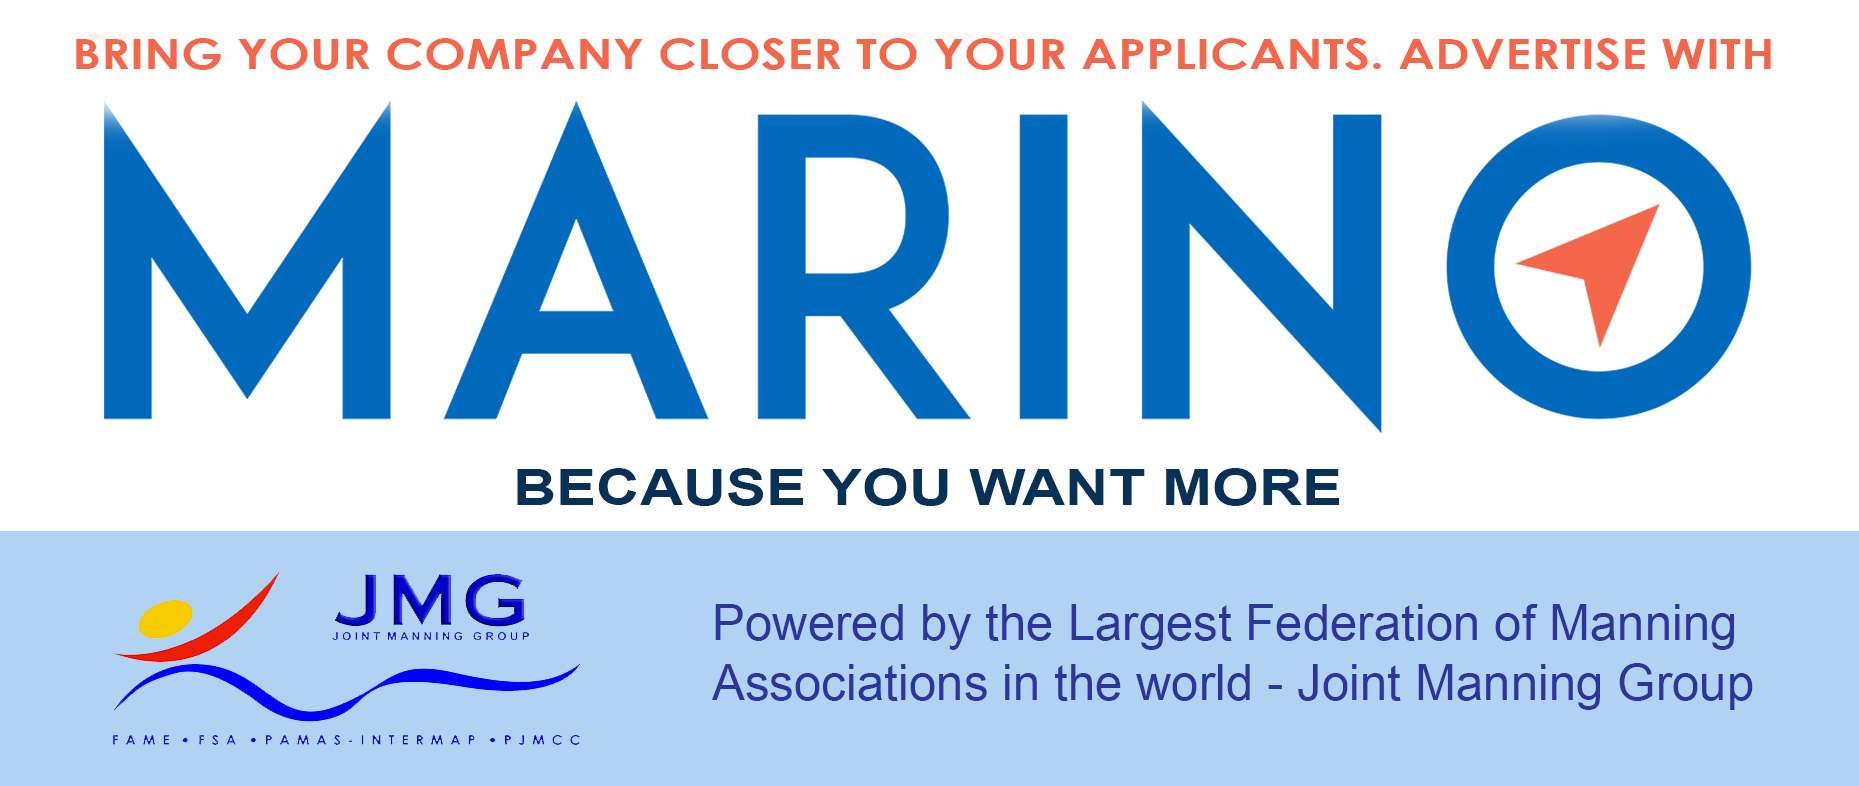 BRING YOUR COMPANY CLOSER TO YOUR APPLICANTS. ADVERTISE WITH
MARINO
BECAUSE YOU WANT MORE
JMG
JOINT MANNING GROUP
FAME • FSA • PAMAS-INTERMAP • PJMCC
Powered by the Largest Federation of Manning
Associations in the world - Joint Manning Group